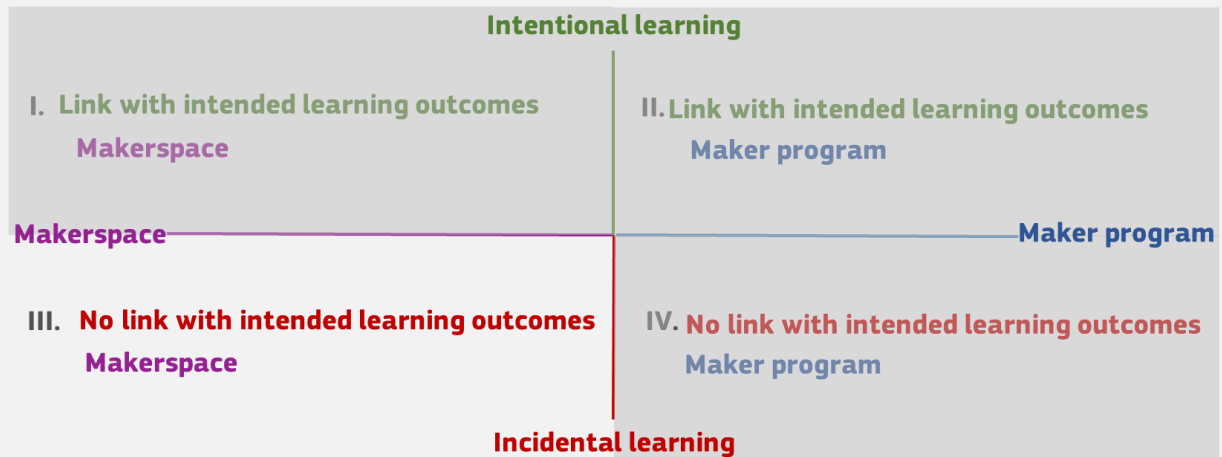 Intentional learning
I. Link with intended learning outcomes
Makerspace
II. Link with intended learning outcomes
Maker program
Makerspace
Maker program
III. No link with intended learning outcomes
Makerspace
IV. No link with intended learning outcomes
Maker program
Incidental learning